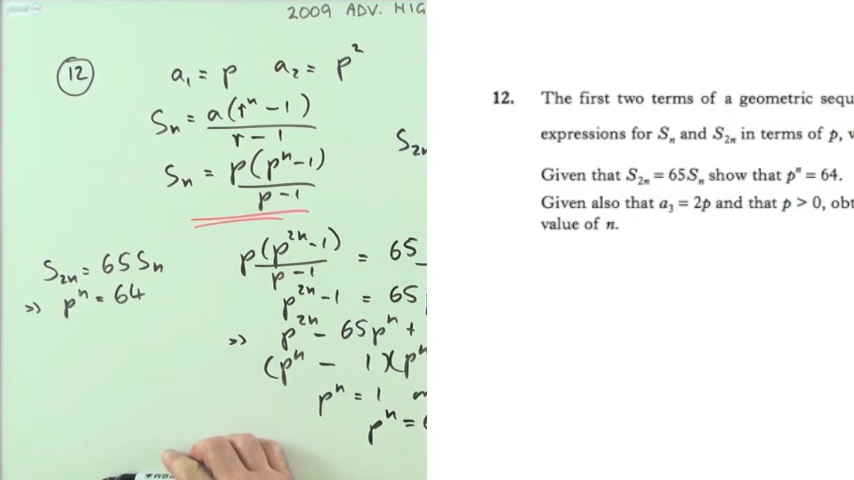 2009 ADV. HIG
12
a₁ = p a₂ = p²
Sₙ = a(rⁿ - 1) / r - 1
Sₙ = p(pⁿ - 1) / p - 1
S₂ₙ
S₂ₙ = 65Sₙ
⇒ pⁿ = 64
p(p²ⁿ - 1) / p - 1 = 65
p²ⁿ - 1 = 65
⇒ p²ⁿ - 65pⁿ +
(pⁿ - 1)(pⁿ
pⁿ = 1
pⁿ =
12. The first two terms of a geometric sequ
expressions for Sₙ and S₂ₙ in terms of p,
Given that S₂ₙ = 65Sₙ show that pⁿ = 64.
Given also that a₃ = 2p and that p > 0, obt
value of n.